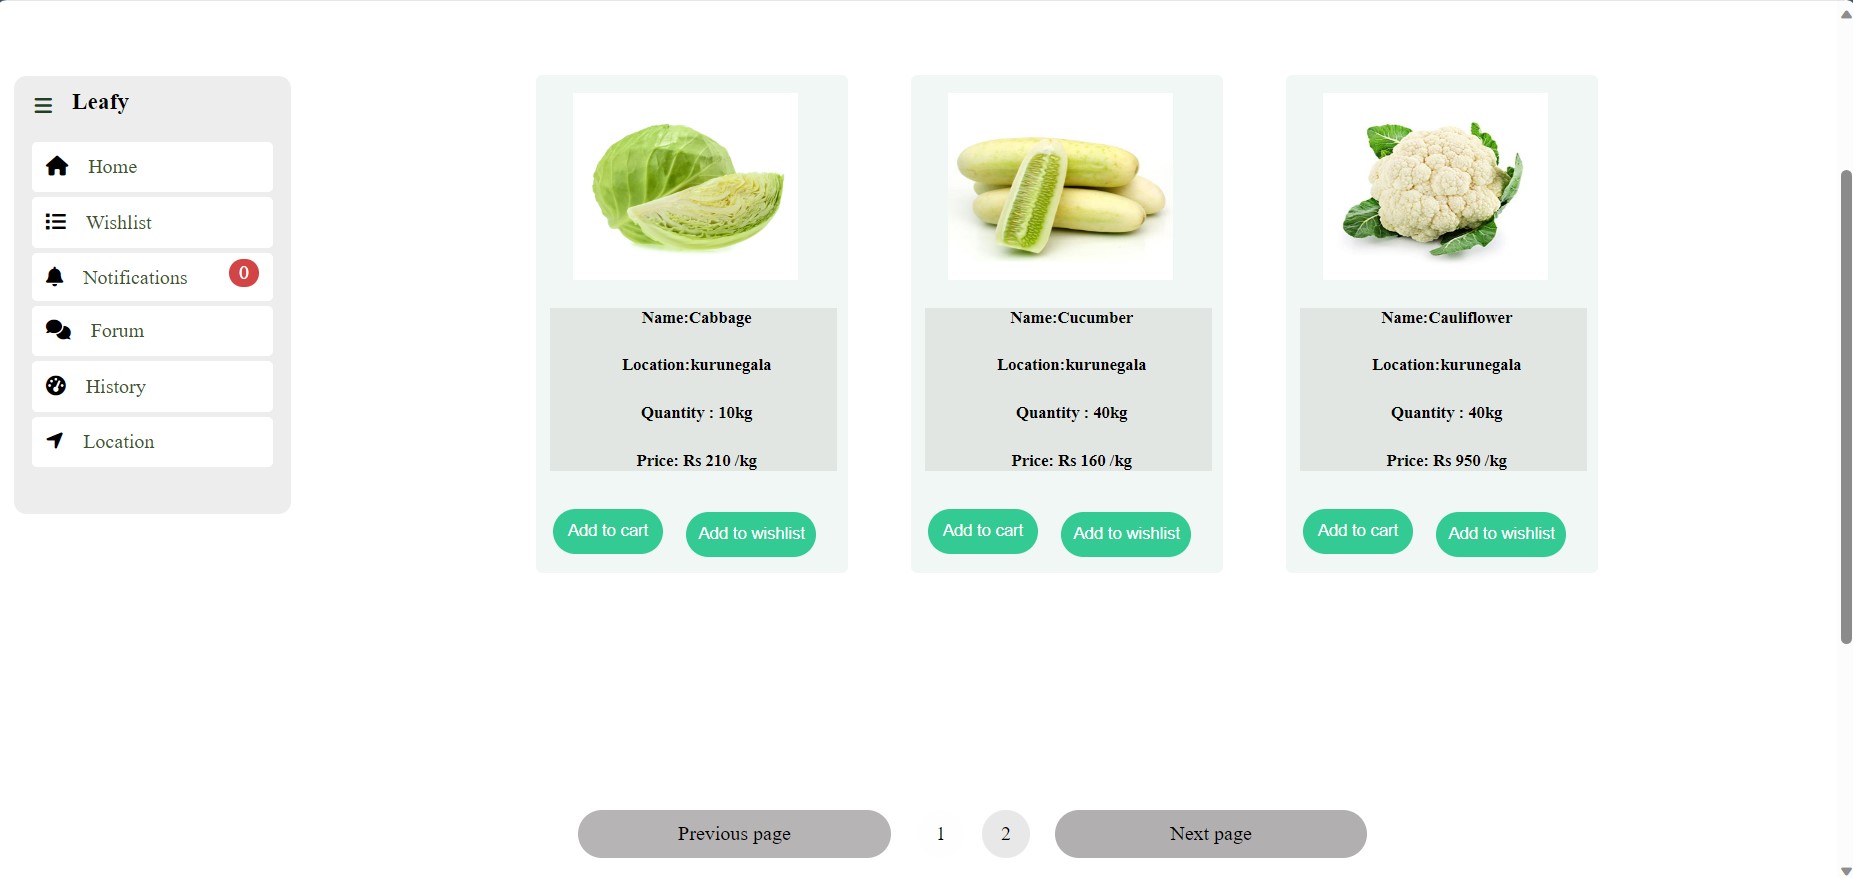 Leafy
Home
Wishlist
Notifications 0
Forum
History
Location
Name:Cabbage
Location:kurunegala
Quantity : 10kg
Price: Rs 210 /kg
Add to cart
Add to wishlist
Name:Cucumber
Location:kurunegala
Quantity : 40kg
Price: Rs 160 /kg
Add to cart
Add to wishlist
Name:Cauliflower
Location:kurunegala
Quantity : 40kg
Price: Rs 950 /kg
Add to cart
Add to wishlist
Previous page 1 2 Next page